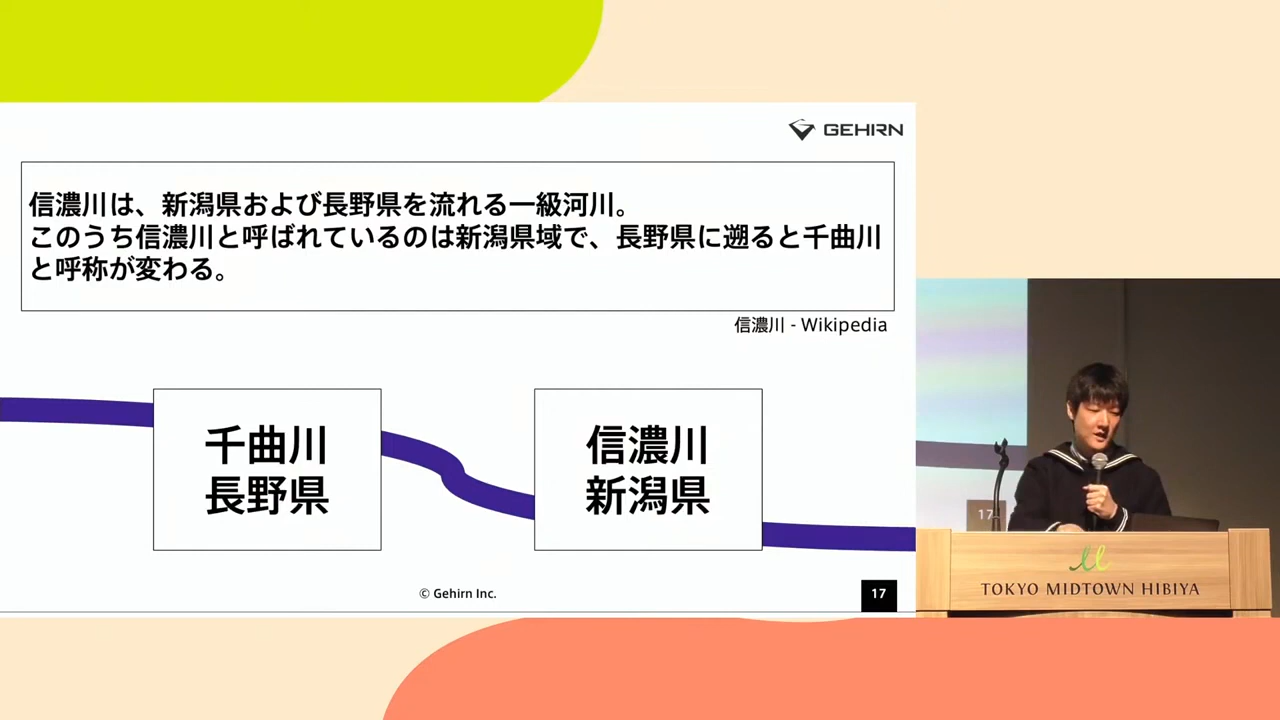 GEHIRN
信濃川は、新潟県および長野県を流れる一級河川。
このうち信濃川と呼ばれているのは新潟県域で、長野県に遡ると千曲川
と呼称が変わる。
信濃川 - Wikipedia
千曲川
長野県
信濃川
新潟県
© Gehirn Inc.
17
17
TOKYO MIDTOWN HIBIYA